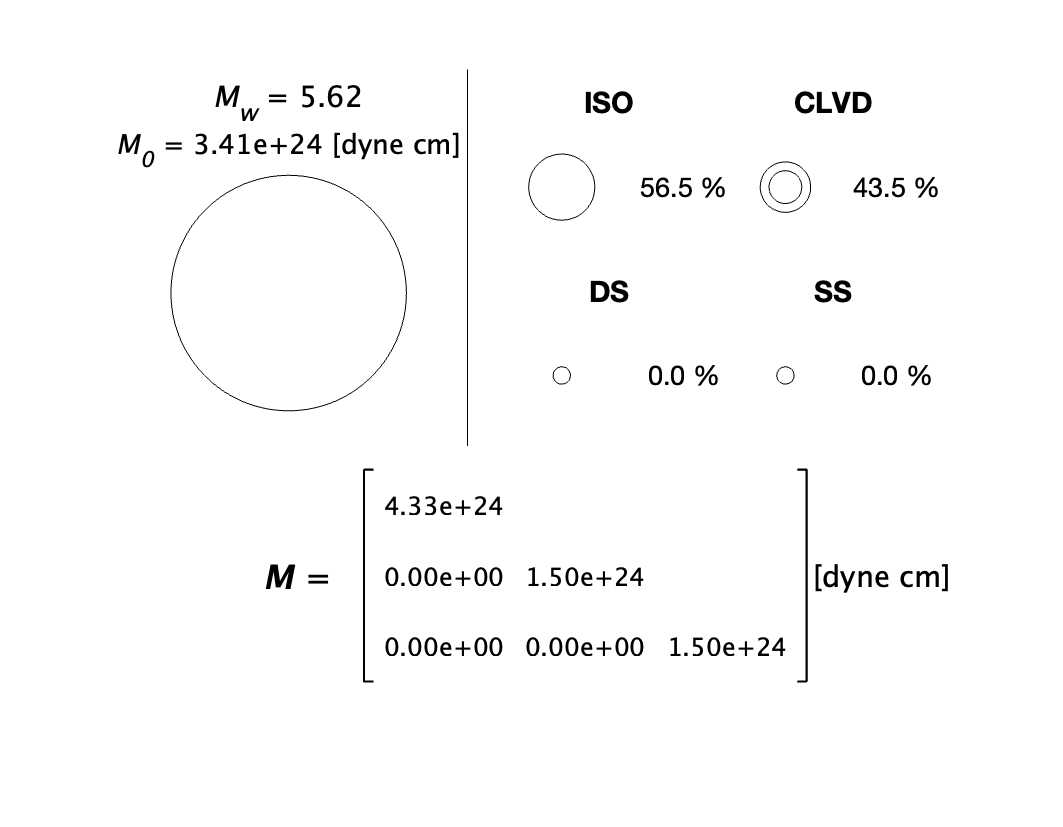 M_w = 5.62
M_0 = 3.41e+24 [dyne cm]
ISO CLVD
56.5 % 43.5 %
DS SS
0.0 % 0.0 %
4.33e+24
M = 0.00e+00 1.50e+24 [dyne cm]
0.00e+00 0.00e+00 1.50e+24